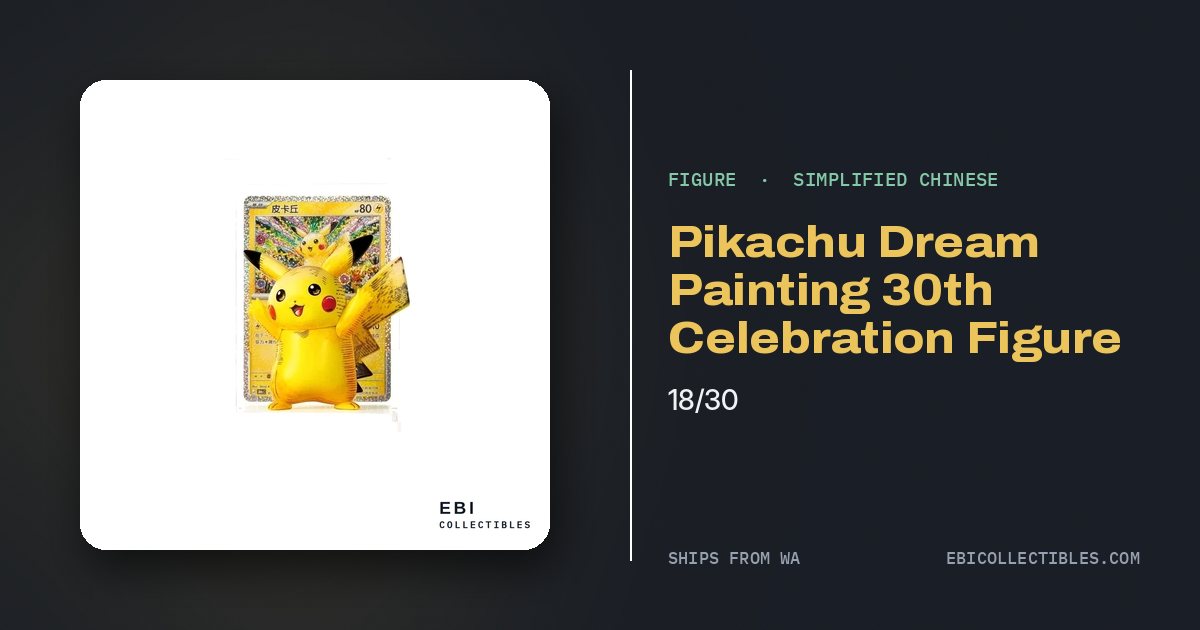 皮卡丘 80
EBI
COLLECTIBLES
FIGURE · SIMPLIFIED CHINESE
Pikachu Dream
Painting 30th
Celebration Figure
18/30
SHIPS FROM WA
EBICOLLECTIBLES.COM